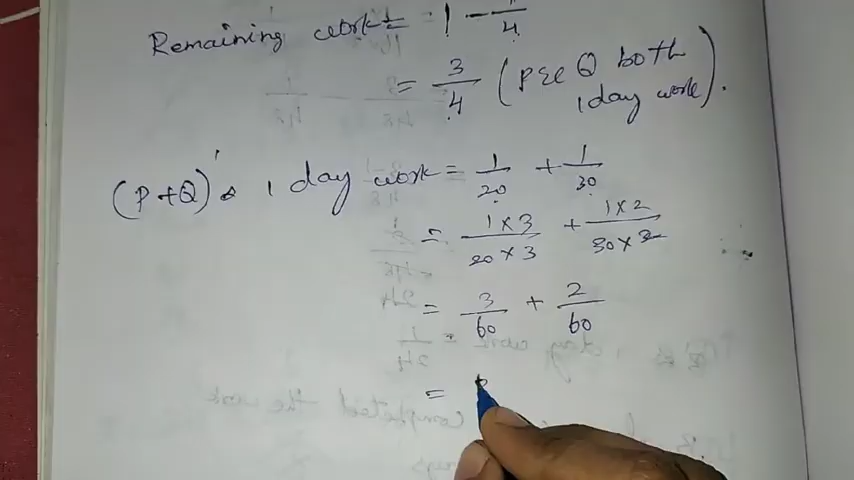 Remaining work = 1 - 1/4
= 3/4 (P & Q both
1 day work).
(P+Q)'s 1 day work = 1/20 + 1/30
= 1×3/20×3 + 1×2/30×2
= 3/60 + 2/60
=